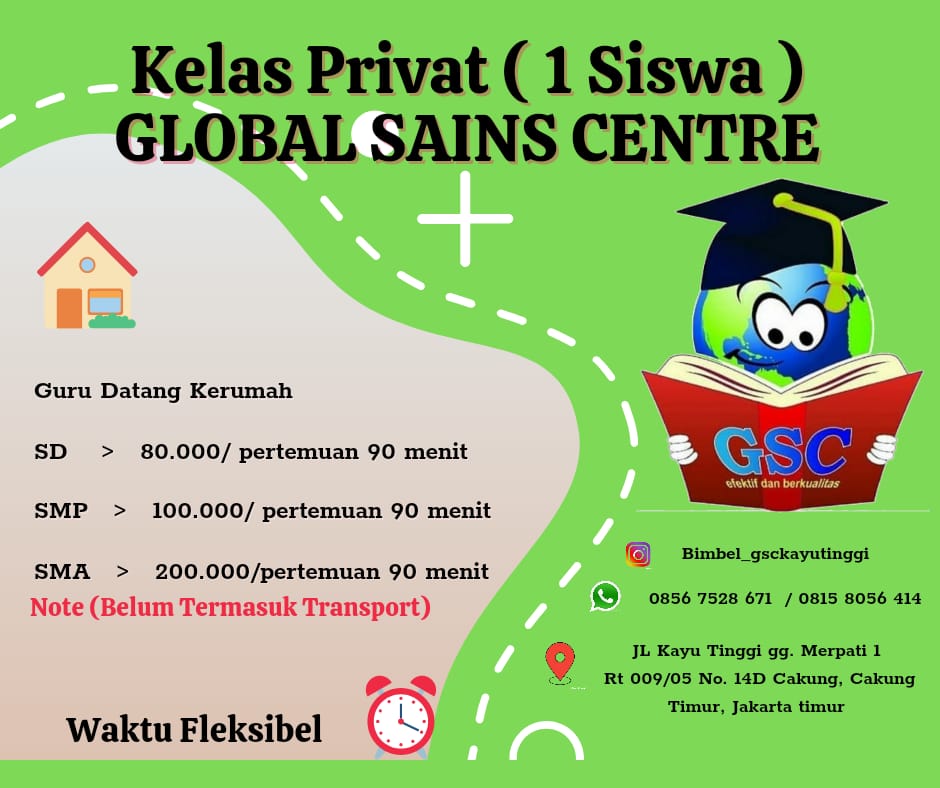 Kelas Privat ( 1 Siswa )
GLOBAL SAINS CENTRE
Guru Datang Kerumah
SD > 80.000/ pertemuan 90 menit
SMP > 100.000/ pertemuan 90 menit
SMA > 200.000/pertemuan 90 menit
Note (Belum Termasuk Transport)
Waktu Fleksibel
GSC
efektif dan berkualitas
Bimbel_gsckayutinggi
0856 7528 671 / 0815 8056 414
JL Kayu Tinggi gg. Merpati 1
Rt 009/05 No. 14D Cakung, Cakung
Timur, Jakarta timur